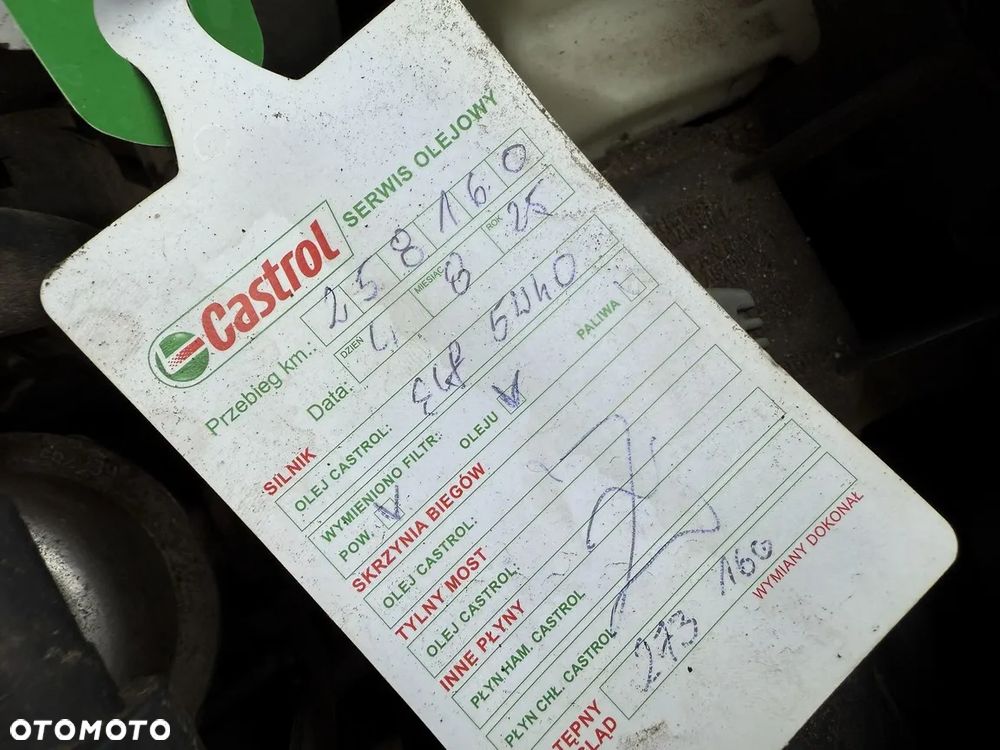 Castrol SERWIS OLEJOWY
Przebieg km.: 258160
DZIEŃ MIESIĄC ROK
Data: 4 8 25
SILNIK
OLEJ CASTROL: 5W40
WYMIENIONO FILTR: OLEJU V PALIWA
POW. V
SKRZYNIA BIEGÓW
OLEJ CASTROL:
TYLNY MOST
OLEJ CASTROL:
INNE PŁYNY
PŁYN HAM. CASTROL
PŁYN CHŁ. CASTROL
273 160
WYMIANY DOKONAŁ
OTOMOTO